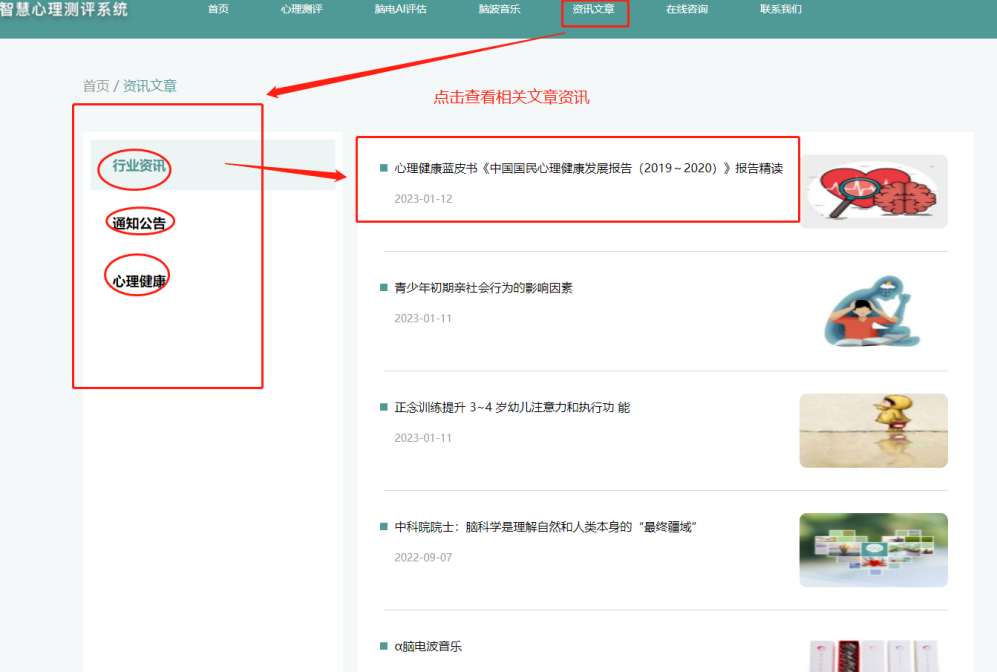 智慧心理测评系统
首页 心理测评 脑电AI评估 脑波音乐 资讯文章 在线咨询 联系我们
首页 / 资讯文章
点击查看相关文章资讯
行业资讯
通知公告
心理健康
心理健康蓝皮书《中国国民心理健康发展报告（2019～2020）》报告精读
2023-01-12
青少年初期亲社会行为的影响因素
2023-01-11
正念训练提升 3~4 岁幼儿注意力和执行功 能
2023-01-11
中科院院士：脑科学是理解自然和人类本身的“最终疆域”
2022-09-07
α脑电波音乐